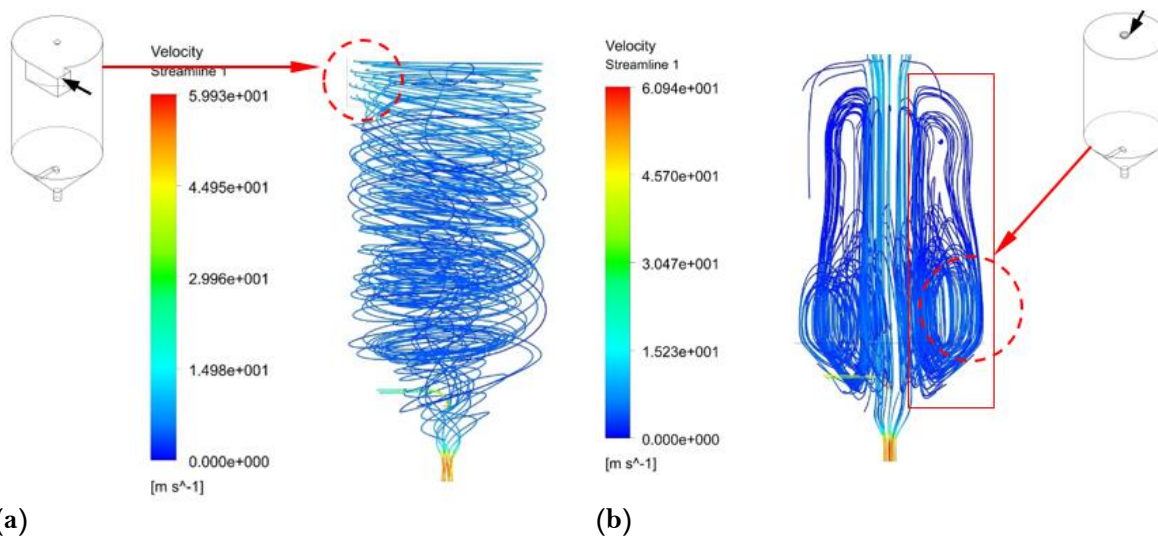 Velocity
Streamline 1
5.993e+001
4.495e+001
2.996e+001
1.498e+001
0.000e+000
[m s^-1]
(a)
Velocity
Streamline 1
6.094e+001
4.570e+001
3.047e+001
1.523e+001
0.000e+000
[m s^-1]
(b)